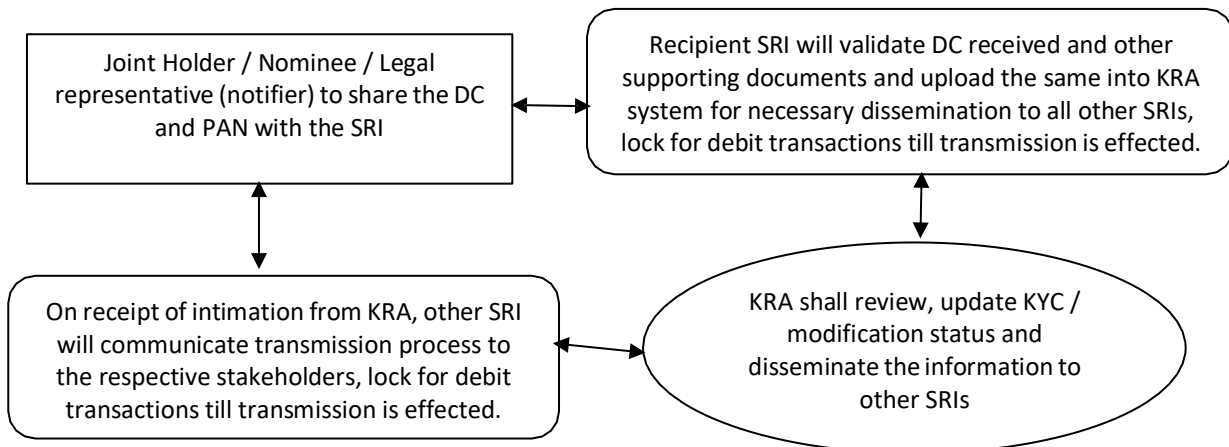 Joint Holder / Nominee / Legal
representative (notifier) to share the DC
and PAN with the SRI
Recipient SRI will validate DC received and other
supporting documents and upload the same into KRA
system for necessary dissemination to all other SRIs,
lock for debit transactions till transmission is effected.
On receipt of intimation from KRA, other SRI
will communicate transmission process to
the respective stakeholders, lock for debit
transactions till transmission is effected.
KRA shall review, update KYC /
modification status and
disseminate the information to
other SRIs